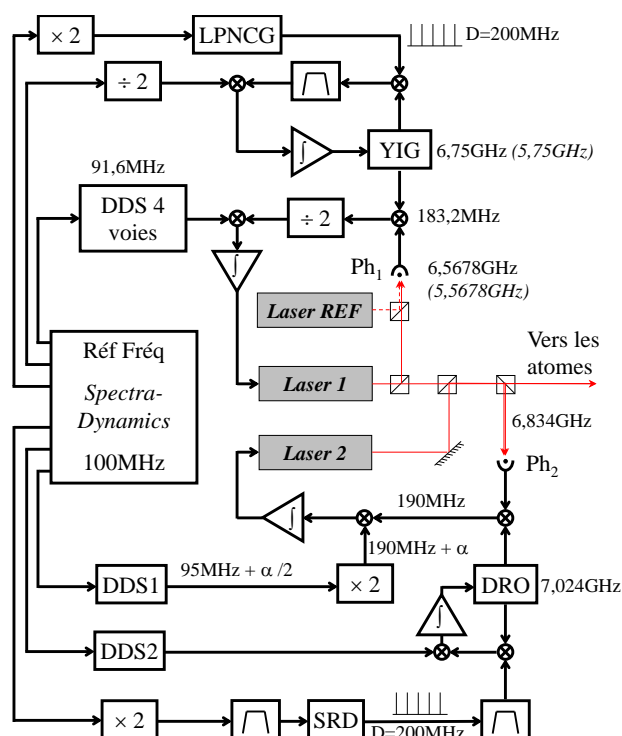 × 2
LPNCG
D=200MHz
÷ 2
∫
YIG
6,75GHz (5,75GHz)
91,6MHz
DDS 4
voies
÷ 2
183,2MHz
∫
Ph1
6,5678GHz
(5,5678GHz)
Laser REF
Réf Fréq
Spectra-
Dynamics
100MHz
Vers les
atomes
Laser 1
6,834GHz
Laser 2
Ph2
190MHz
∫
190MHz + α
95MHz + α /2
DDS1
× 2
DRO
7,024GHz
∫
DDS2
× 2
SRD
D=200MHz